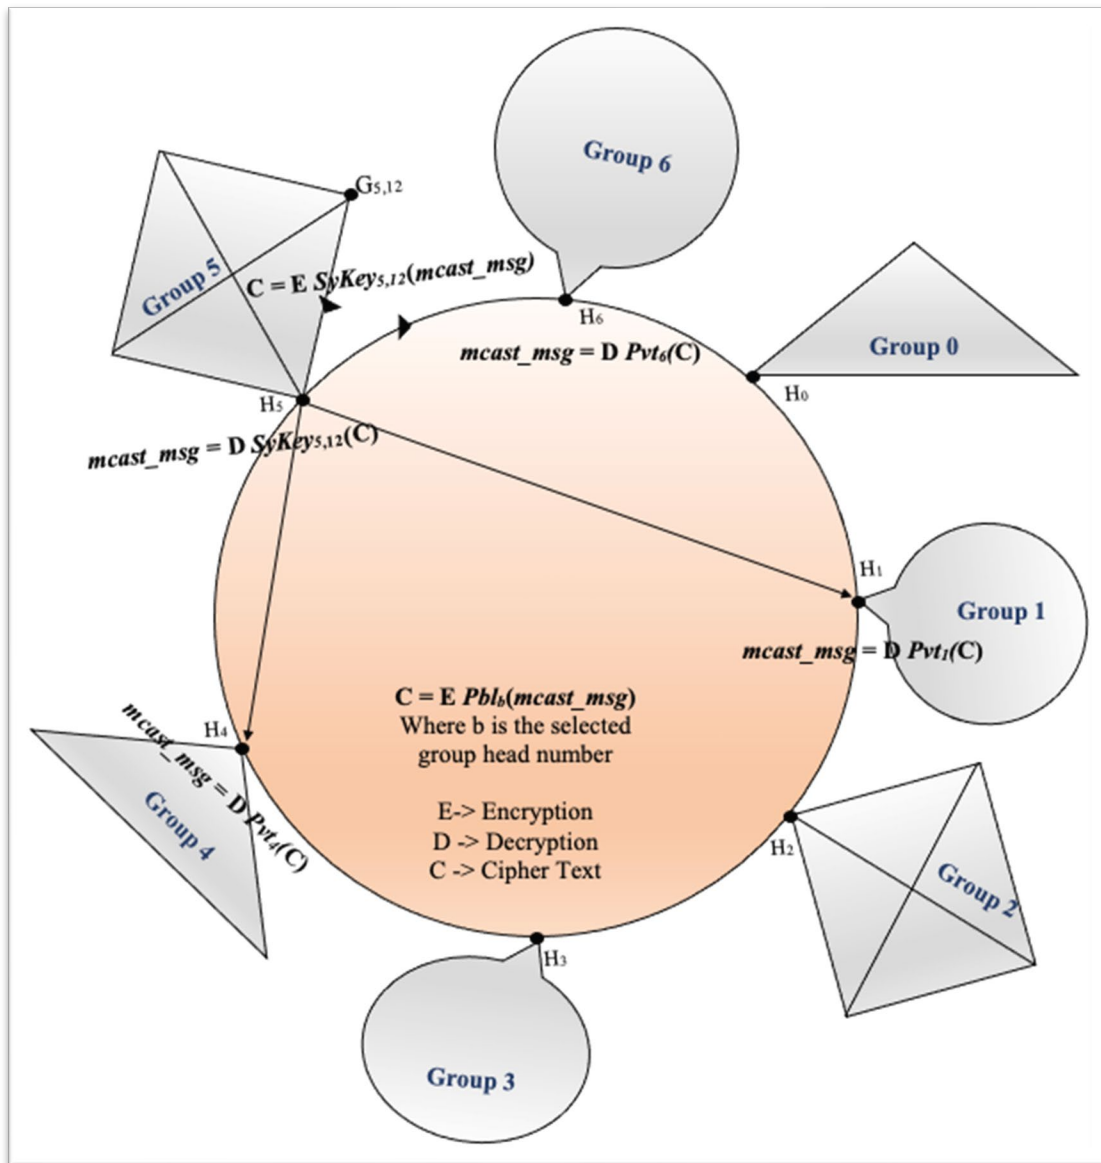 Group 6
G5,12
Group 5
C = E SyKey5,12(mcast_msg)
H6
mcast_msg = D Pvt6(C)
Group 0
H0
H5
mcast_msg = D SyKey5,12(C)
H1
Group 1
mcast_msg = D Pvt1(C)
C = E Pblb(mcast_msg)
Where b is the selected
group head number
E-> Encryption
D -> Decryption
C -> Cipher Text
H4
mcast_msg = D Pvt4(C)
Group 4
H2
Group 2
H3
Group 3